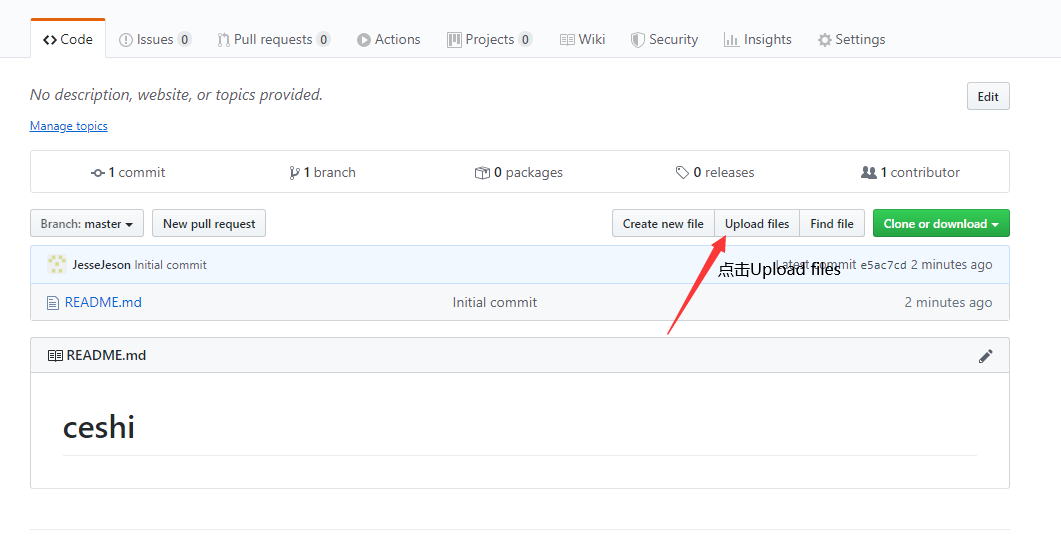 Code Issues 0 Pull requests 0 Actions Projects 0 Wiki Security Insights Settings
No description, website, or topics provided. Edit
Manage topics
1 commit 1 branch 0 packages 0 releases 1 contributor
Branch: master New pull request Create new file Upload files Find file Clone or download
JesseJeson Initial commit Latest commit e5ac7cd 2 minutes ago
点击Upload files
README.md Initial commit 2 minutes ago
README.md
ceshi